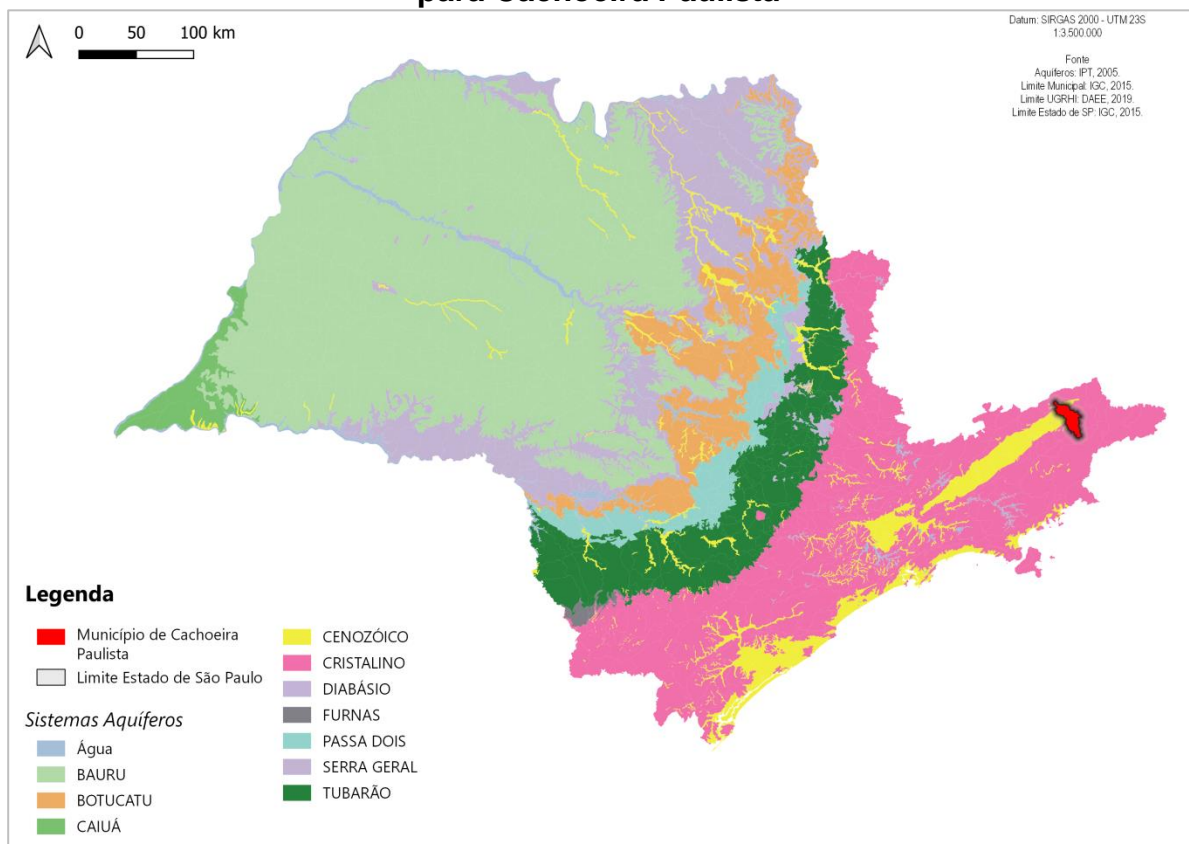 para Cachoeira Paulista
0 50 100 km
Datum: SIRGAS 2000 - UTM 23S
1:3.500.000
Fonte
Aquíferos: IPT, 2005.
Limite Municipal: IGC, 2015.
Limite UGRHI: DAEE, 2019.
Limite Estado de SP: IGC, 2015.
Legenda
Município de Cachoeira
Paulista
Limite Estado de São Paulo
Sistemas Aquíferos
Água
BAURU
BOTUCATU
CAIUÁ
CENOZÓICO
CRISTALINO
DIABÁSIO
FURNAS
PASSA DOIS
SERRA GERAL
TUBARÃO